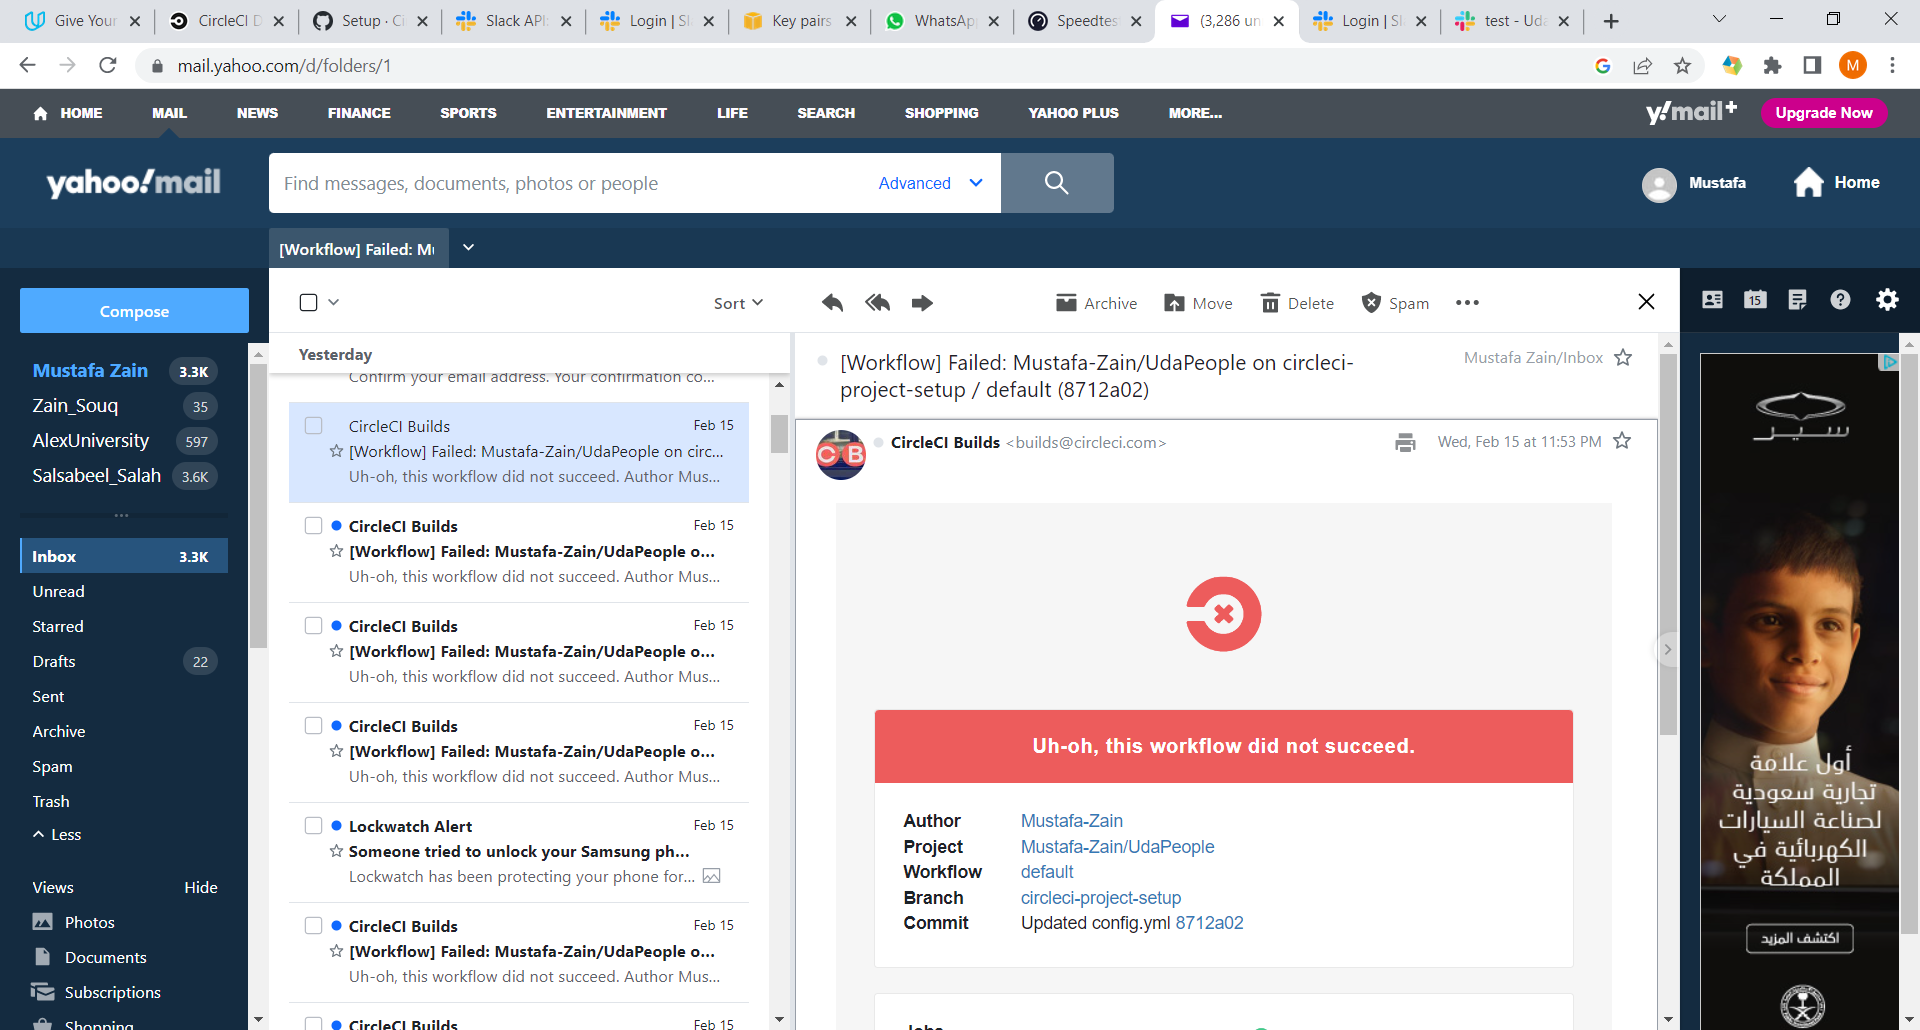 Give Your
CircleCI D
Setup · Ci
Slack API:
Login | Sl
Key pairs
WhatsApp
Speedtes
(3,286 un
Login | Sl
test - Uda
mail.yahoo.com/d/folders/1
M
HOME
MAIL
NEWS
FINANCE
SPORTS
ENTERTAINMENT
LIFE
SEARCH
SHOPPING
YAHOO PLUS
MORE...
y!mail+
Upgrade Now
yahoo!mail
Find messages, documents, photos or people
Advanced
Mustafa
Home
[Workflow] Failed: Mu
Compose
Sort
Archive
Move
Delete
Spam
15
Mustafa Zain 3.3K
Zain_Souq 35
AlexUniversity 597
Salsabeel_Salah 3.6K
Inbox 3.3K
Unread
Starred
Drafts 22
Sent
Archive
Spam
Trash
Less
Views Hide
Photos
Documents
Subscriptions
Shopping
Yesterday
Confirm your email address. Your confirmation co...
CircleCI Builds Feb 15
[Workflow] Failed: Mustafa-Zain/UdaPeople on circ...
Uh-oh, this workflow did not succeed. Author Mus...
CircleCI Builds Feb 15
[Workflow] Failed: Mustafa-Zain/UdaPeople o...
Uh-oh, this workflow did not succeed. Author Mus...
CircleCI Builds Feb 15
[Workflow] Failed: Mustafa-Zain/UdaPeople o...
Uh-oh, this workflow did not succeed. Author Mus...
CircleCI Builds Feb 15
[Workflow] Failed: Mustafa-Zain/UdaPeople o...
Uh-oh, this workflow did not succeed. Author Mus...
Lockwatch Alert Feb 15
Someone tried to unlock your Samsung ph...
Lockwatch has been protecting your phone for...
CircleCI Builds Feb 15
[Workflow] Failed: Mustafa-Zain/UdaPeople o...
Uh-oh, this workflow did not succeed. Author Mus...
CircleCI Builds Feb 15
[Workflow] Failed: Mustafa-Zain/UdaPeople on circleci-
project-setup / default (8712a02)
Mustafa Zain/Inbox
CB
CircleCI Builds <builds@circleci.com>
Wed, Feb 15 at 11:53 PM
Uh-oh, this workflow did not succeed.
Author Mustafa-Zain
Project Mustafa-Zain/UdaPeople
Workflow default
Branch circleci-project-setup
Commit Updated config.yml 8712a02
Jobs
سير
أول علامة
تجارية سعودية
لصناعة السيارات
الكهربائية في
المملكة
اكتشف المزيد